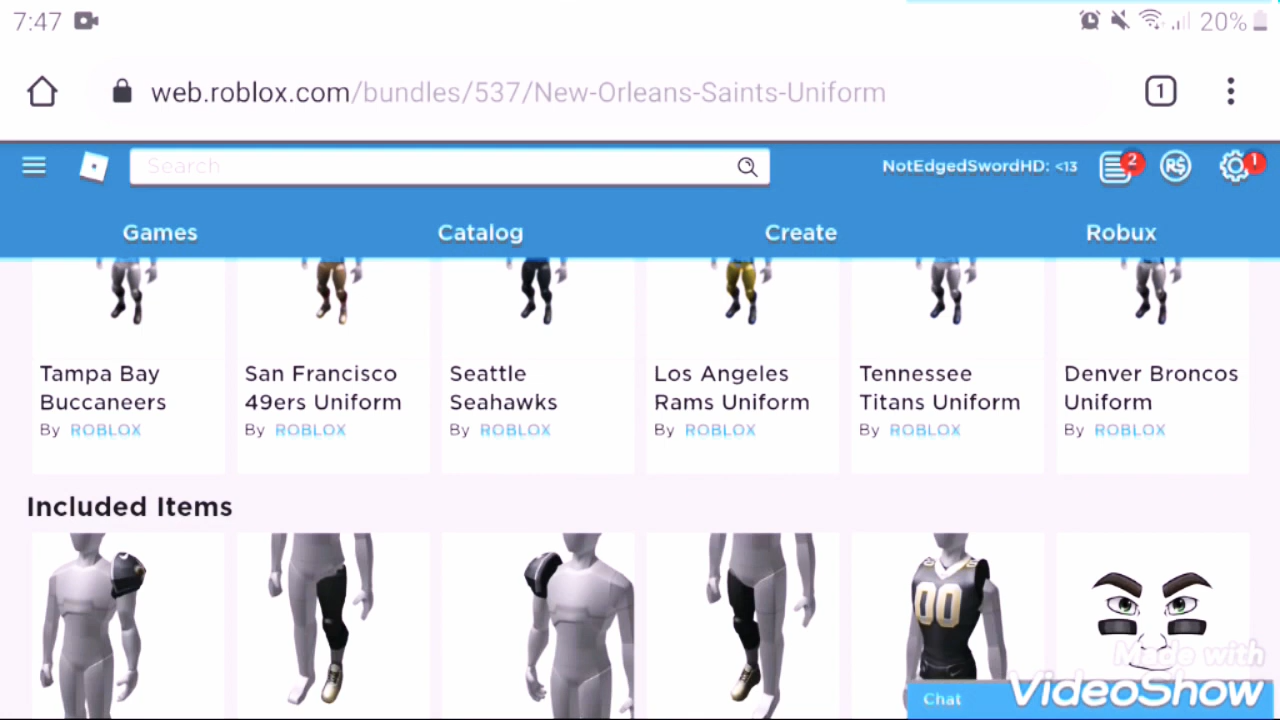 7:47
20%
web.roblox.com/bundles/537/New-Orleans-Saints-Uniform
1
Search
NotEdgedSwordHD: <13
2
R$
1
Games Catalog Create Robux
Tampa Bay Buccaneers
By ROBLOX
San Francisco 49ers Uniform
By ROBLOX
Seattle Seahawks
By ROBLOX
Los Angeles Rams Uniform
By ROBLOX
Tennessee Titans Uniform
By ROBLOX
Denver Broncos Uniform
By ROBLOX
Included Items
00
Chat
Made with
VideoShow